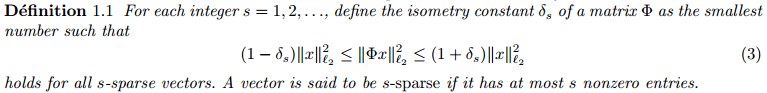 Définition 1.1 For each integer s = 1, 2, . . ., define the isometry constant δ_s of a matrix Φ as the smallest
number such that
(1 − δ_s)‖x‖²_{ℓ₂} ≤ ‖Φx‖²_{ℓ₂} ≤ (1 + δ_s)‖x‖²_{ℓ₂} (3)
holds for all s-sparse vectors. A vector is said to be s-sparse if it has at most s nonzero entries.